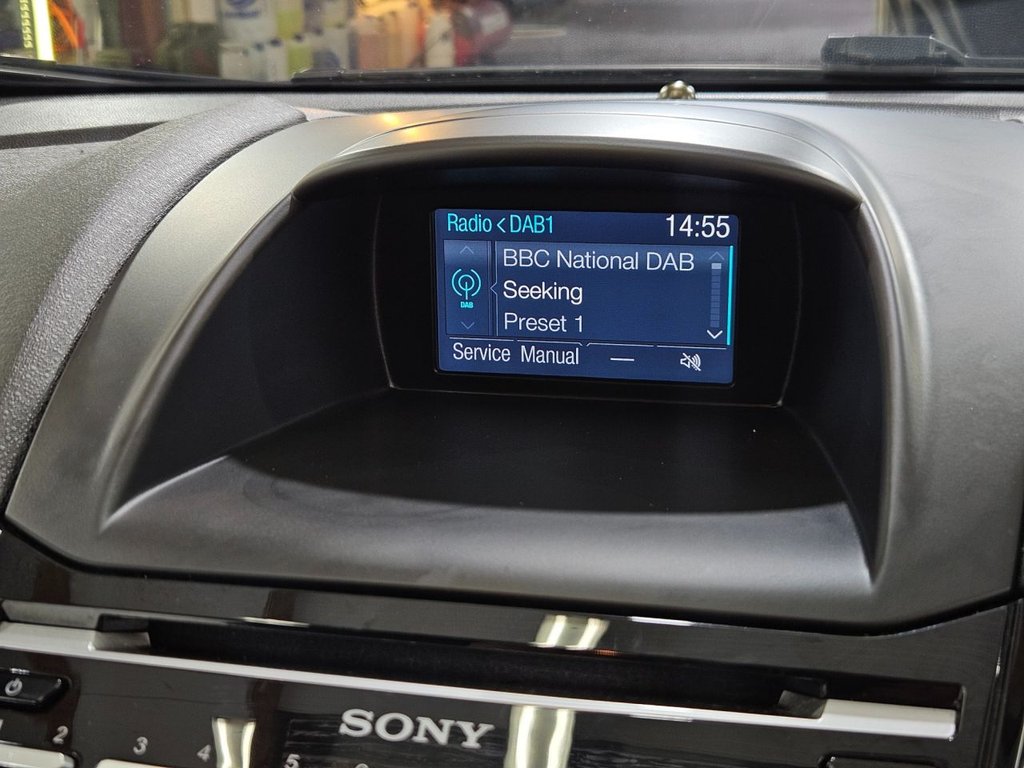 Radio < DAB1 14:55
BBC National DAB
DAB
Seeking
Preset 1
Service Manual —
SONY
1 2 3 4 5 6